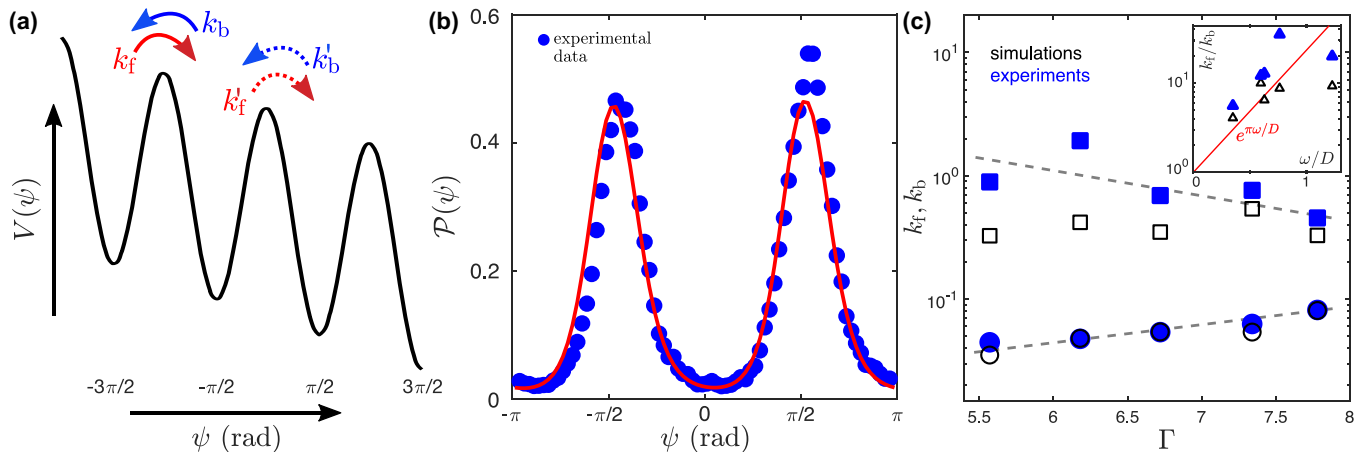 (a)
k_b
k_f
k'_b
k'_f
V(ψ)
-3π/2
-π/2
π/2
3π/2
ψ (rad)
(b)
0.6
0.4
0.2
0
experimental
data
P(ψ)
-π
-π/2
0
π/2
π
ψ (rad)
(c)
10^1
10^0
10^-1
k_f, k_b
simulations
experiments
5.5
6
6.5
7
7.5
8
Γ
k_f/k_b
10^1
10^0
e^{πω/D}
ω/D
0
1